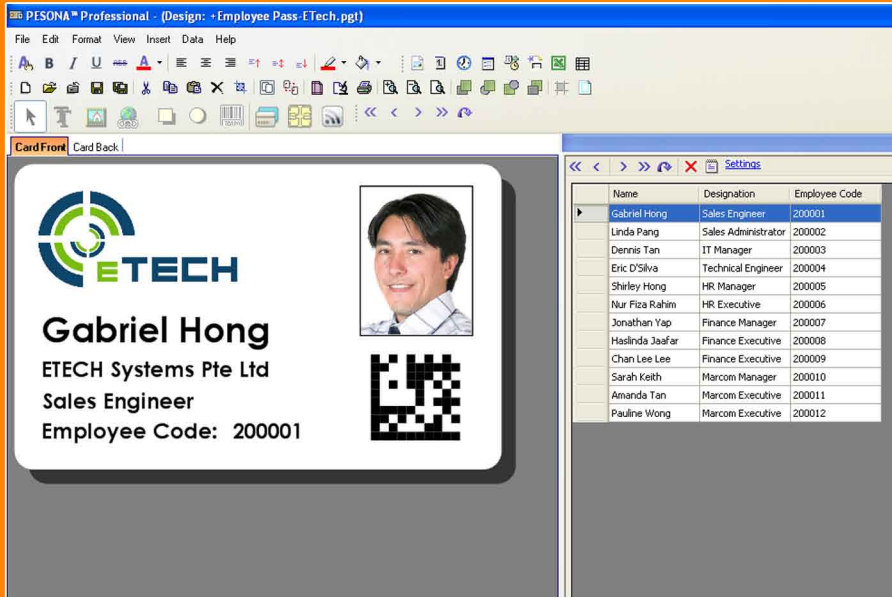 PESONA™ Professional - (Design: +Employee Pass-ETech.pgt)
File Edit Format View Insert Data Help
Card Front Card Back
Settings
ETECH
Gabriel Hong
ETECH Systems Pte Ltd
Sales Engineer
Employee Code: 200001
Name Designation Employee Code
Gabriel Hong Sales Engineer 200001
Linda Pang Sales Administrator 200002
Dennis Tan IT Manager 200003
Eric D'Silva Technical Engineer 200004
Shirley Hong HR Manager 200005
Nur Fiza Rahim HR Executive 200006
Jonathan Yap Finance Manager 200007
Haslinda Jaafar Finance Executive 200008
Chan Lee Lee Finance Executive 200009
Sarah Keith Marcom Manager 200010
Amanda Tan Marcom Executive 200011
Pauline Wong Marcom Executive 200012